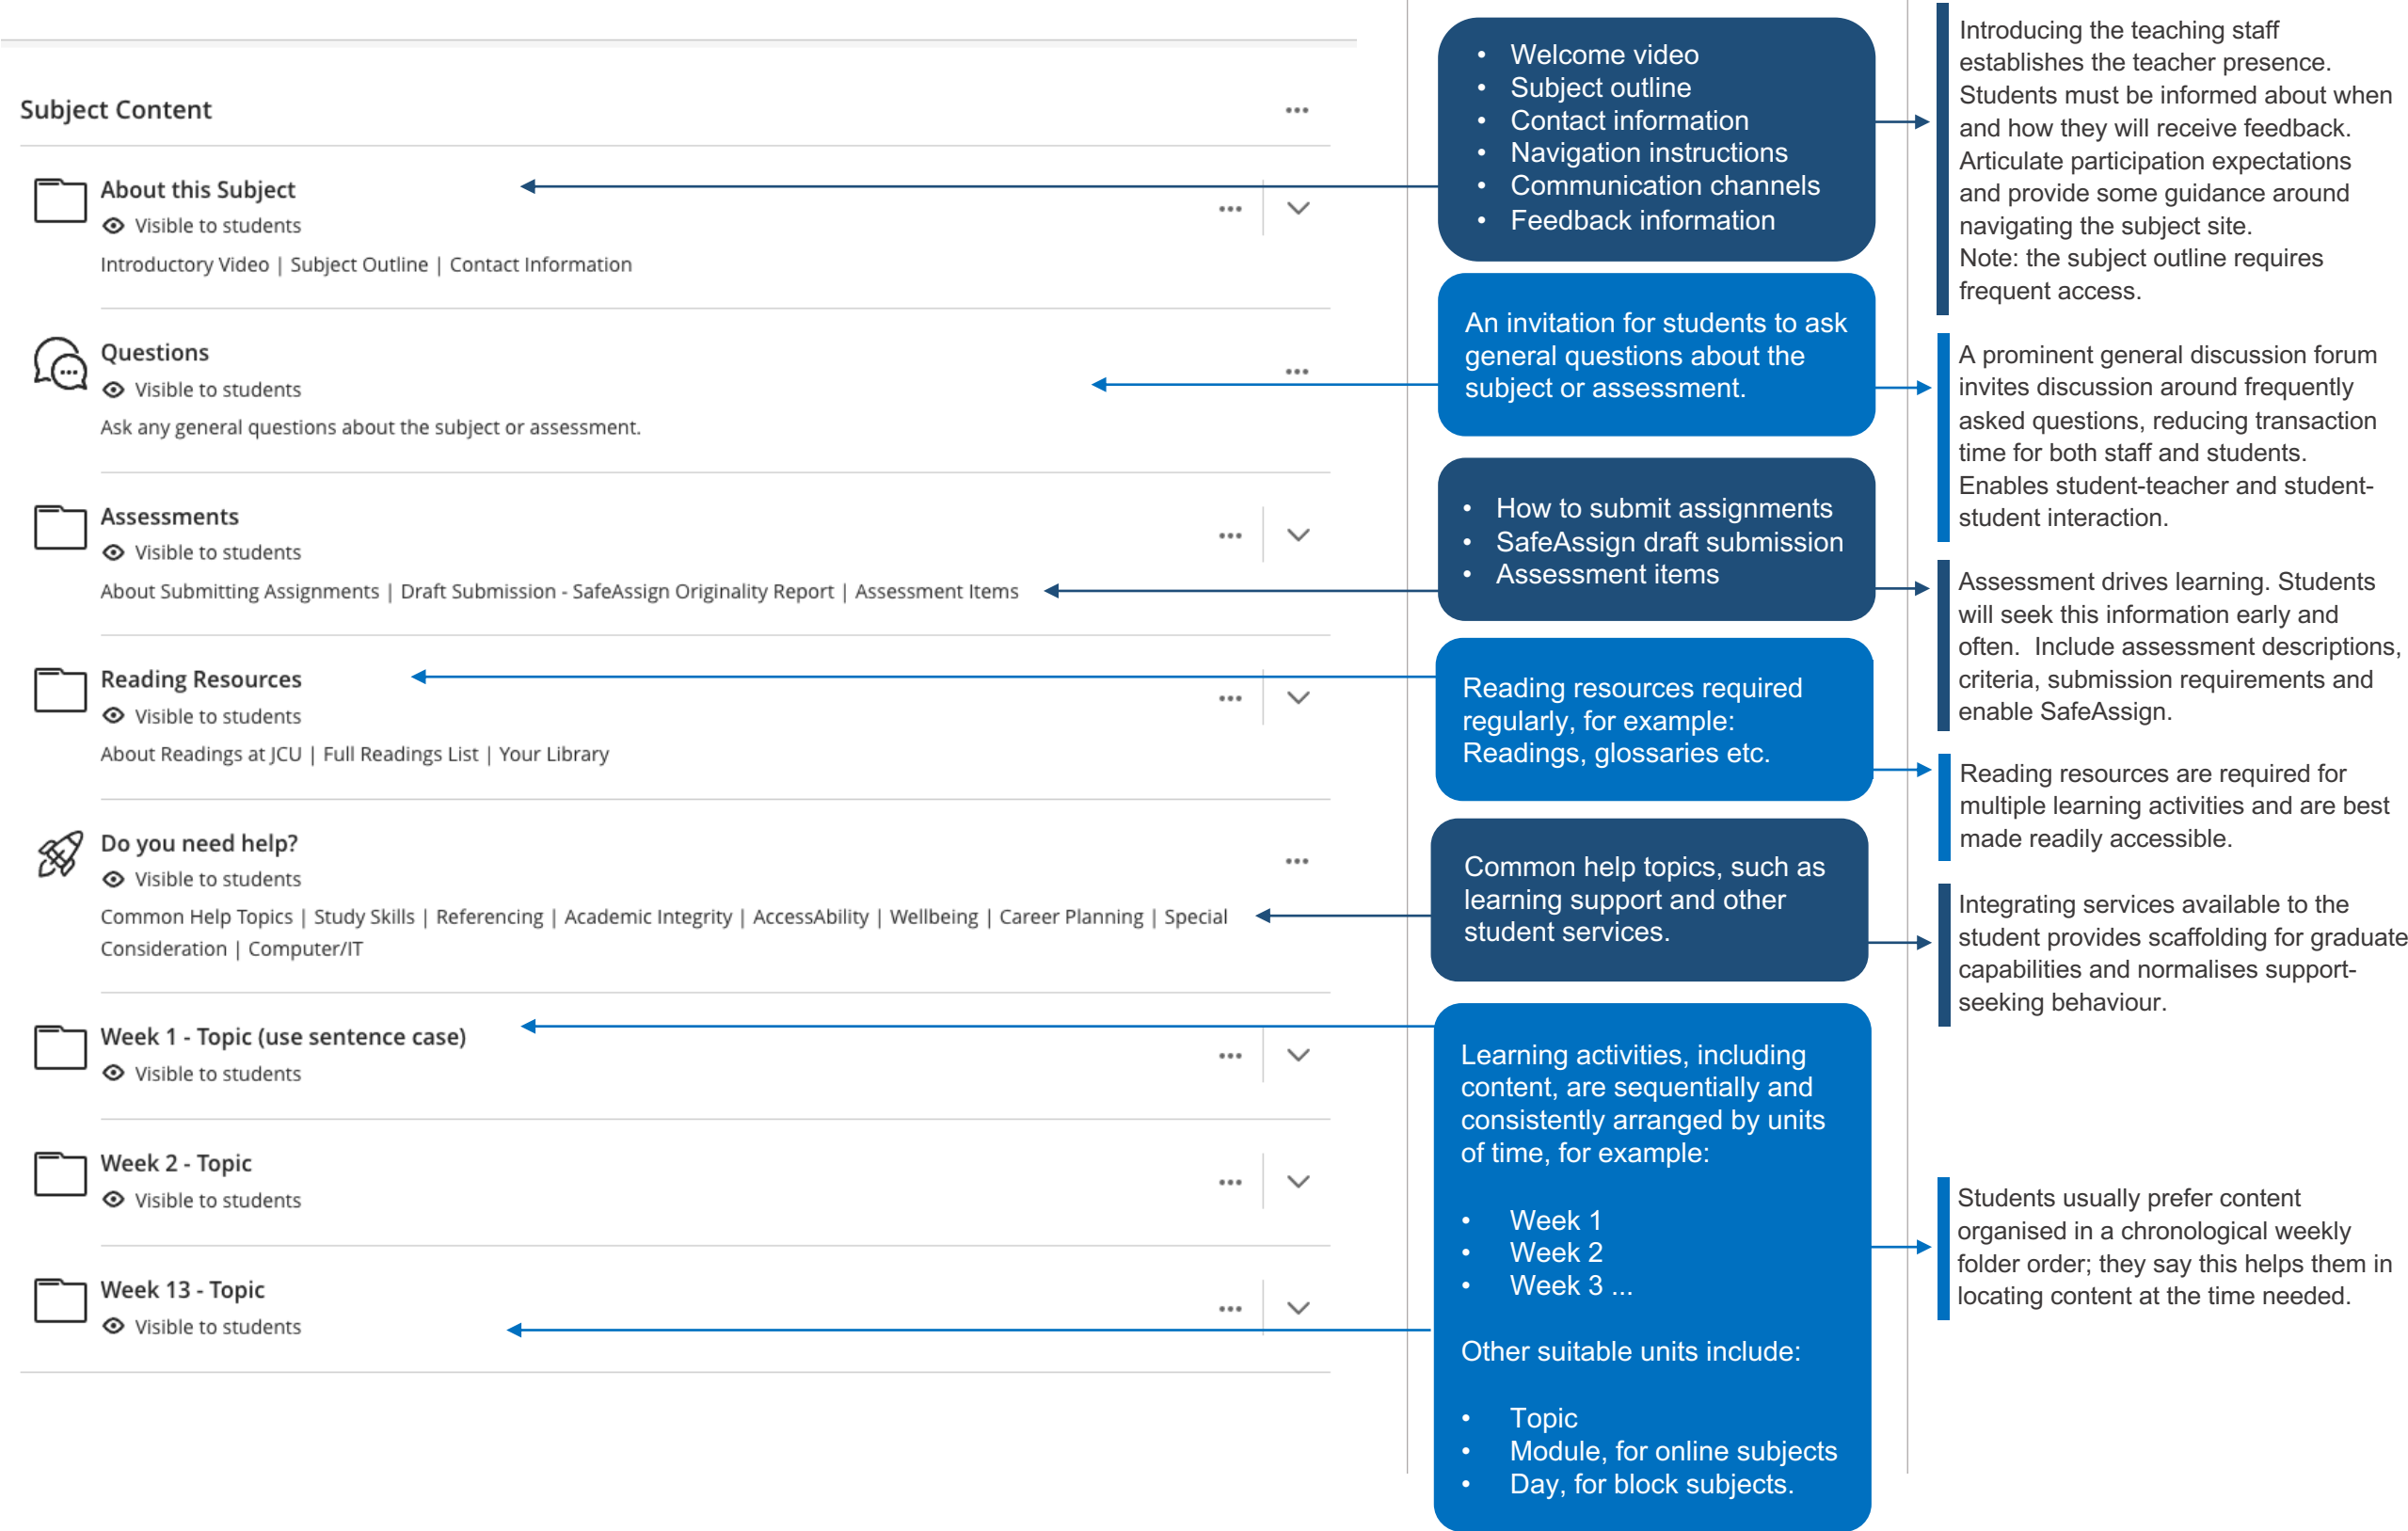 Subject Content
About this Subject
Visible to students
Introductory Video | Subject Outline | Contact Information
Questions
Visible to students
Ask any general questions about the subject or assessment.
Assessments
Visible to students
About Submitting Assignments | Draft Submission - SafeAssign Originality Report | Assessment Items
Reading Resources
Visible to students
About Readings at JCU | Full Readings List | Your Library
Do you need help?
Visible to students
Common Help Topics | Study Skills | Referencing | Academic Integrity | AccessAbility | Wellbeing | Career Planning | Special
Consideration | Computer/IT
Week 1 - Topic (use sentence case)
Visible to students
Week 2 - Topic
Visible to students
Week 13 - Topic
Visible to students
• Welcome video
• Subject outline
• Contact information
• Navigation instructions
• Communication channels
• Feedback information
An invitation for students to ask
general questions about the
subject or assessment.
• How to submit assignments
• SafeAssign draft submission
• Assessment items
Reading resources required
regularly, for example:
Readings, glossaries etc.
Common help topics, such as
learning support and other
student services.
Learning activities, including
content, are sequentially and
consistently arranged by units
of time, for example:
• Week 1
• Week 2
• Week 3 ...
Other suitable units include:
• Topic
• Module, for online subjects
• Day, for block subjects.
Introducing the teaching staff
establishes the teacher presence.
Students must be informed about when
and how they will receive feedback.
Articulate participation expectations
and provide some guidance around
navigating the subject site.
Note: the subject outline requires
frequent access.
A prominent general discussion forum
invites discussion around frequently
asked questions, reducing transaction
time for both staff and students.
Enables student-teacher and student-
student interaction.
Assessment drives learning. Students
will seek this information early and
often.  Include assessment descriptions,
criteria, submission requirements and
enable SafeAssign.
Reading resources are required for
multiple learning activities and are best
made readily accessible.
Integrating services available to the
student provides scaffolding for graduate
capabilities and normalises support-
seeking behaviour.
Students usually prefer content
organised in a chronological weekly
folder order; they say this helps them in
locating content at the time needed.